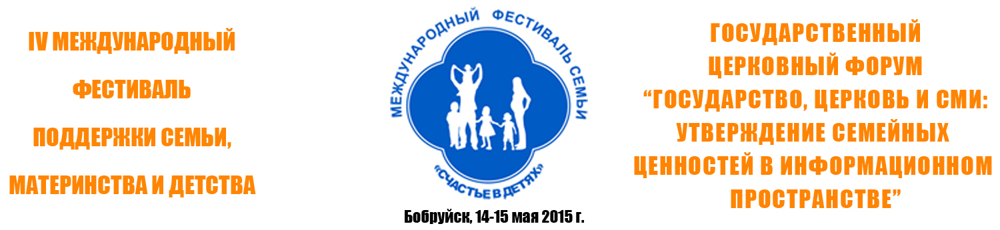 IV МЕЖДУНАРОДНЫЙ
ФЕСТИВАЛЬ
ПОДДЕРЖКИ СЕМЬИ,
МАТЕРИНСТВА И ДЕТСТВА
МЕЖДУНАРОДНЫЙ ФЕСТИВАЛЬ СЕМЬИ
«СЧАСТЬЕ В ДЕТЯХ»
Бобруйск, 14-15 мая 2015 г.
ГОСУДАРСТВЕННЫЙ
ЦЕРКОВНЫЙ ФОРУМ
“ГОСУДАРСТВО, ЦЕРКОВЬ И СМИ:
УТВЕРЖДЕНИЕ СЕМЕЙНЫХ
ЦЕННОСТЕЙ В ИНФОРМАЦИОННОМ
ПРОСТРАНСТВЕ”